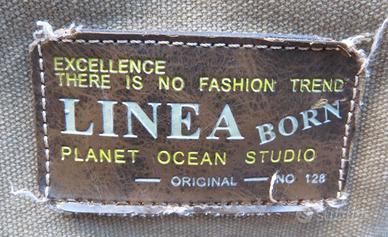 EXCELLENCE
THERE IS NO FASHION TREND
LINEA BORN
PLANET OCEAN STUDIO
— ORIGINAL — NO 128